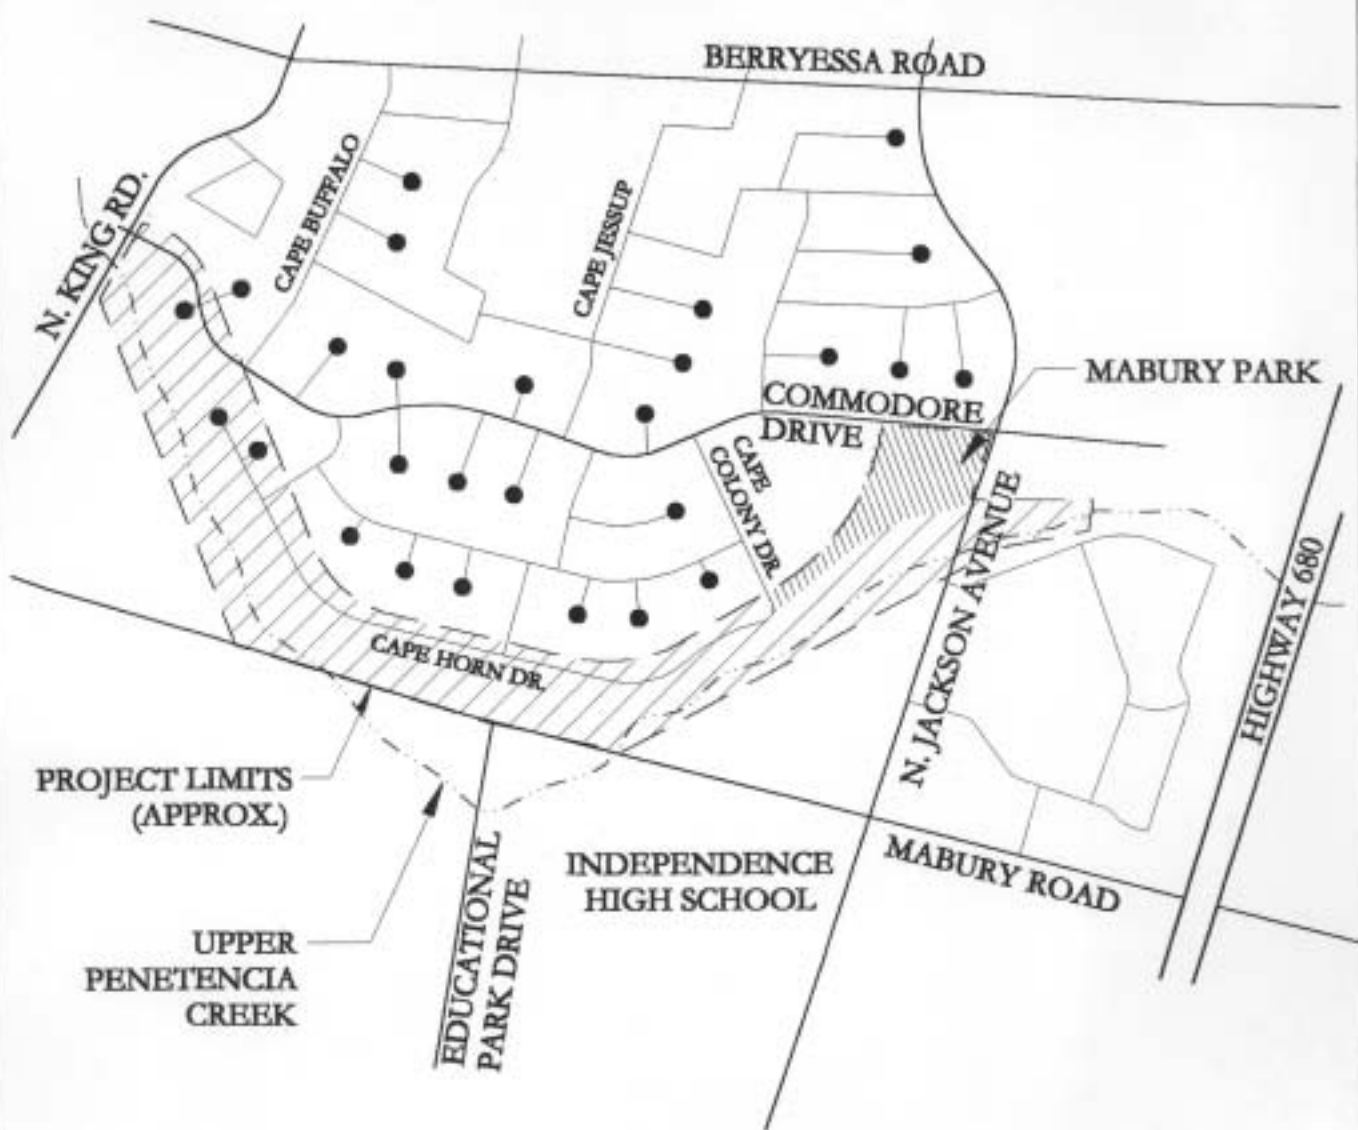 BERRYESSA ROAD
CAPE BUFFALO
N. KING RD.
CAPE JESSUP
MABURY PARK
COMMODORE
DRIVE
CAPE
COLONY DR.
N. JACKSON AVENUE
HIGHWAY 680
CAPE HORN DR.
PROJECT LIMITS
(APPROX.)
INDEPENDENCE
HIGH SCHOOL
MABURY ROAD
EDUCATIONAL
PARK DRIVE
UPPER
PENETENCIA
CREEK